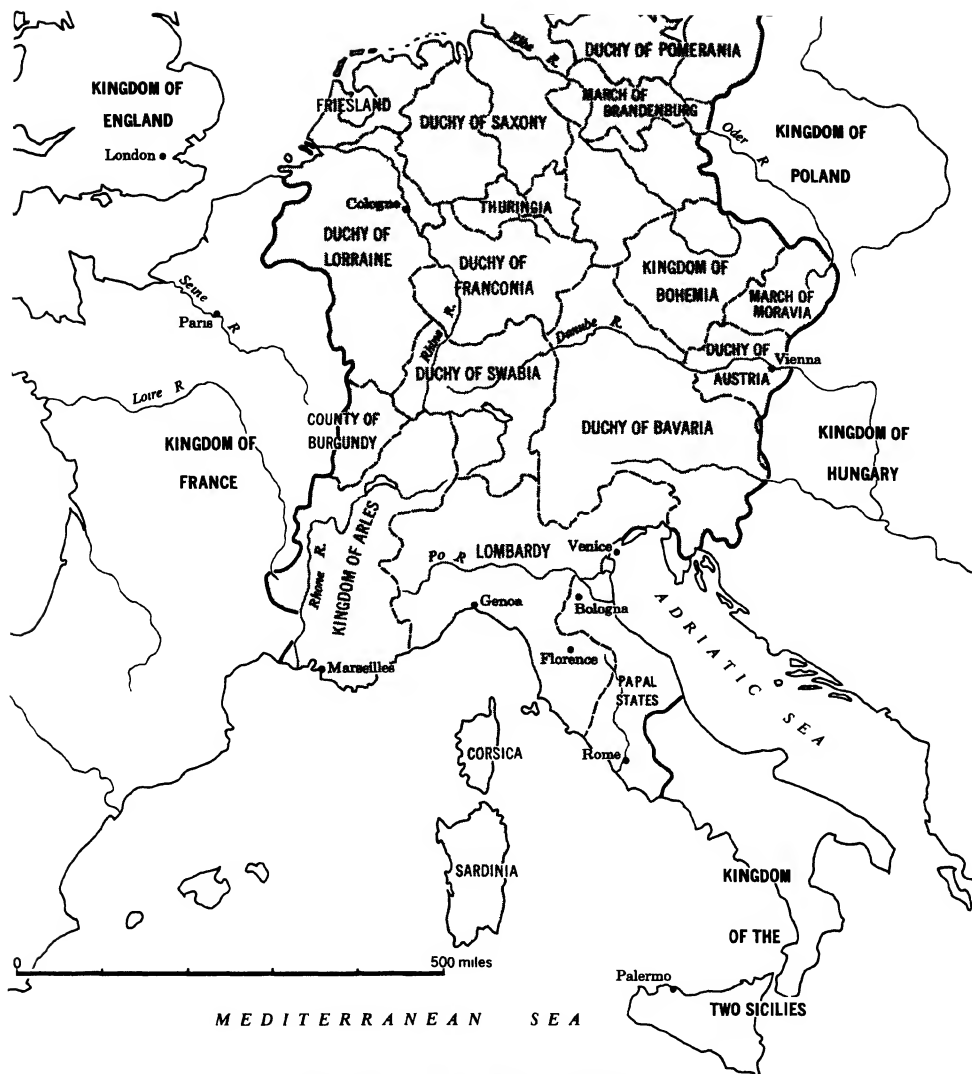 Elbe R.
DUCHY OF POMERANIA
KINGDOM OF
ENGLAND
London
FRIESLAND
DUCHY OF SAXONY
MARCH OF
BRANDENBURG
Oder R
KINGDOM OF
POLAND
Cologne
THURINGIA
DUCHY OF
LORRAINE
DUCHY OF
FRANCONIA
KINGDOM OF
BOHEMIA
MARCH OF
MORAVIA
Seine R
Paris
Rhine R.
Danube R.
DUCHY OF
AUSTRIA
Vienna
DUCHY OF SWABIA
Loire R
KINGDOM OF
FRANCE
COUNTY OF
BURGUNDY
DUCHY OF BAVARIA
KINGDOM OF
HUNGARY
Rhone R.
KINGDOM OF ARLES
Po R
LOMBARDY
Venice
Genoa
Bologna
ADRIATIC SEA
Florence
Marseilles
PAPAL
STATES
CORSICA
Rome
SARDINIA
KINGDOM
OF THE
TWO SICILIES
0
500 miles
Palermo
MEDITERRANEAN SEA